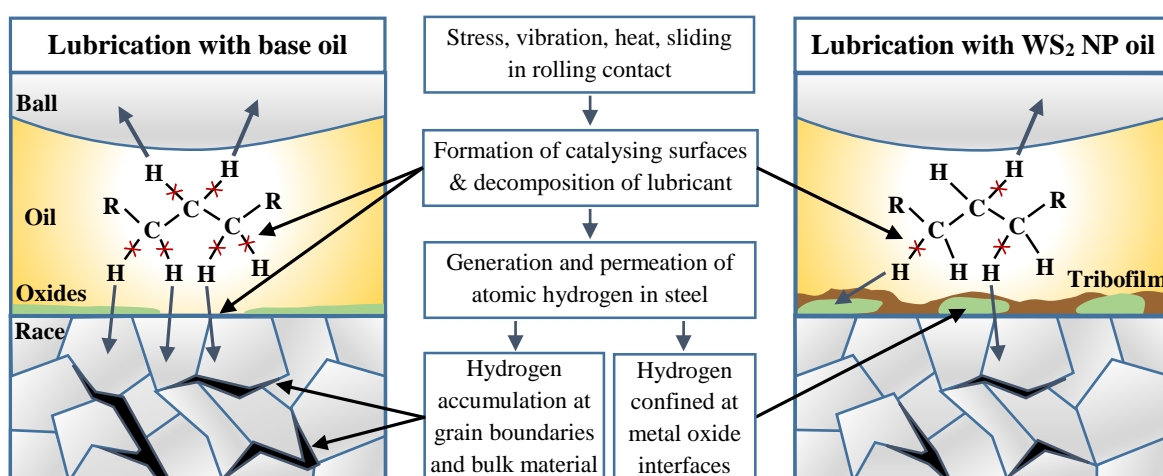 Lubrication with base oil
Ball
H
H
R
C
R
C
C
Oil
H
H
H
H
Oxides
Race
Stress, vibration, heat, sliding
in rolling contact
Formation of catalysing surfaces
& decomposition of lubricant
Generation and permeation of
atomic hydrogen in steel
Hydrogen
accumulation at
grain boundaries
and bulk material
Hydrogen
confined at
metal oxide
interfaces
Lubrication with WS₂ NP oil
H
H
R
C
R
C
C
H
H
H
H
Tribofilm